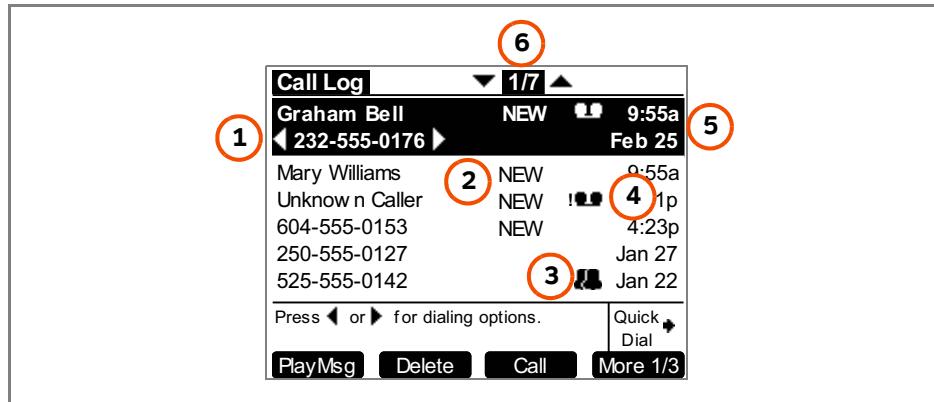 6
Call Log 1/7
Graham Bell NEW 9:55a
1 232-555-0176 Feb 25 5
Mary Williams 2 NEW 9:55a
Unknow n Caller NEW ! 4 1p
604-555-0153 NEW 4:23p
250-555-0127 Jan 27
525-555-0142 3 Jan 22
Press or for dialing options. Quick
Dial
PlayMsg Delete Call More 1/3